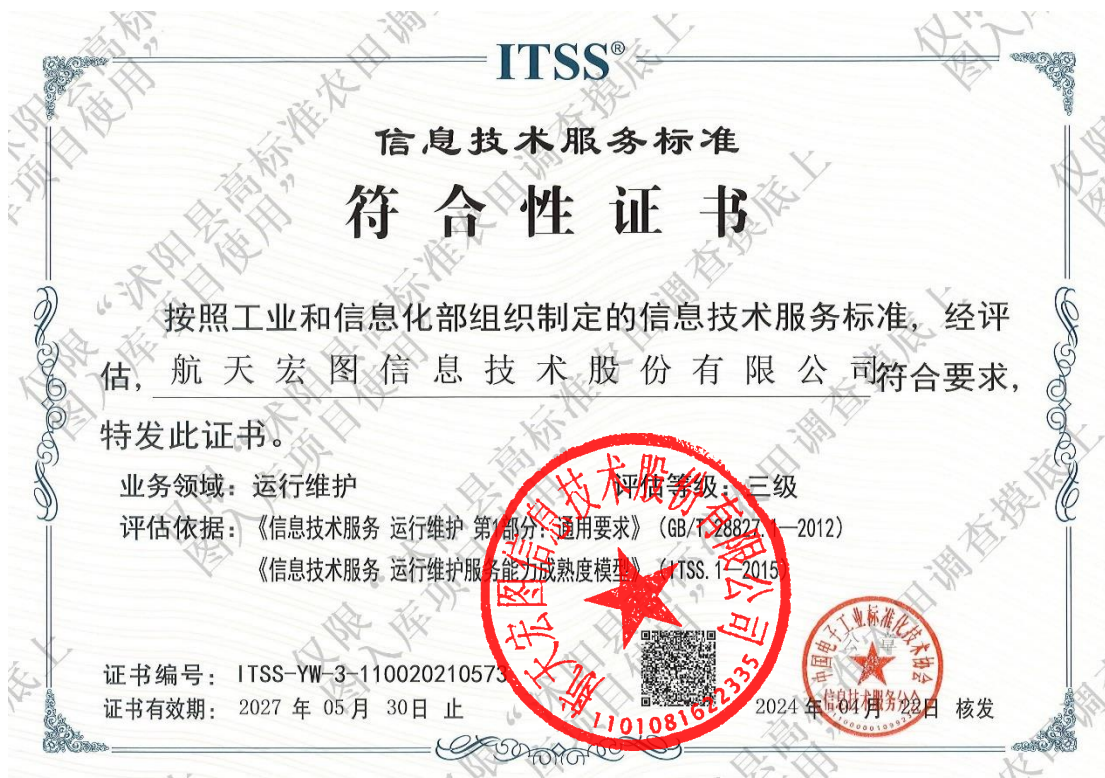 ITSS®
信息技术服务标准
符合性证书
按照工业和信息化部组织制定的信息技术服务标准，经评
估，航天宏图信息技术股份有限公司符合要求，
特发此证书。
业务领域：运行维护 评估等级：三级
评估依据：《信息技术服务 运行维护 第1部分：通用要求》（GB/T 28827.1—2012）
《信息技术服务 运行维护服务能力成熟度模型》（ITSS.1—2015）
证书编号：ITSS-YW-3-110020210573
证书有效期：2027 年 05 月 30日 止
2024 年 04月 22日 核发
航天宏图信息技术股份有限公司
1101081622335
中国电子工业标准化技术协会
公章
信息技术服务分会
仅限“沭阳县高标准农田调查摸底上
图入库项目使用”